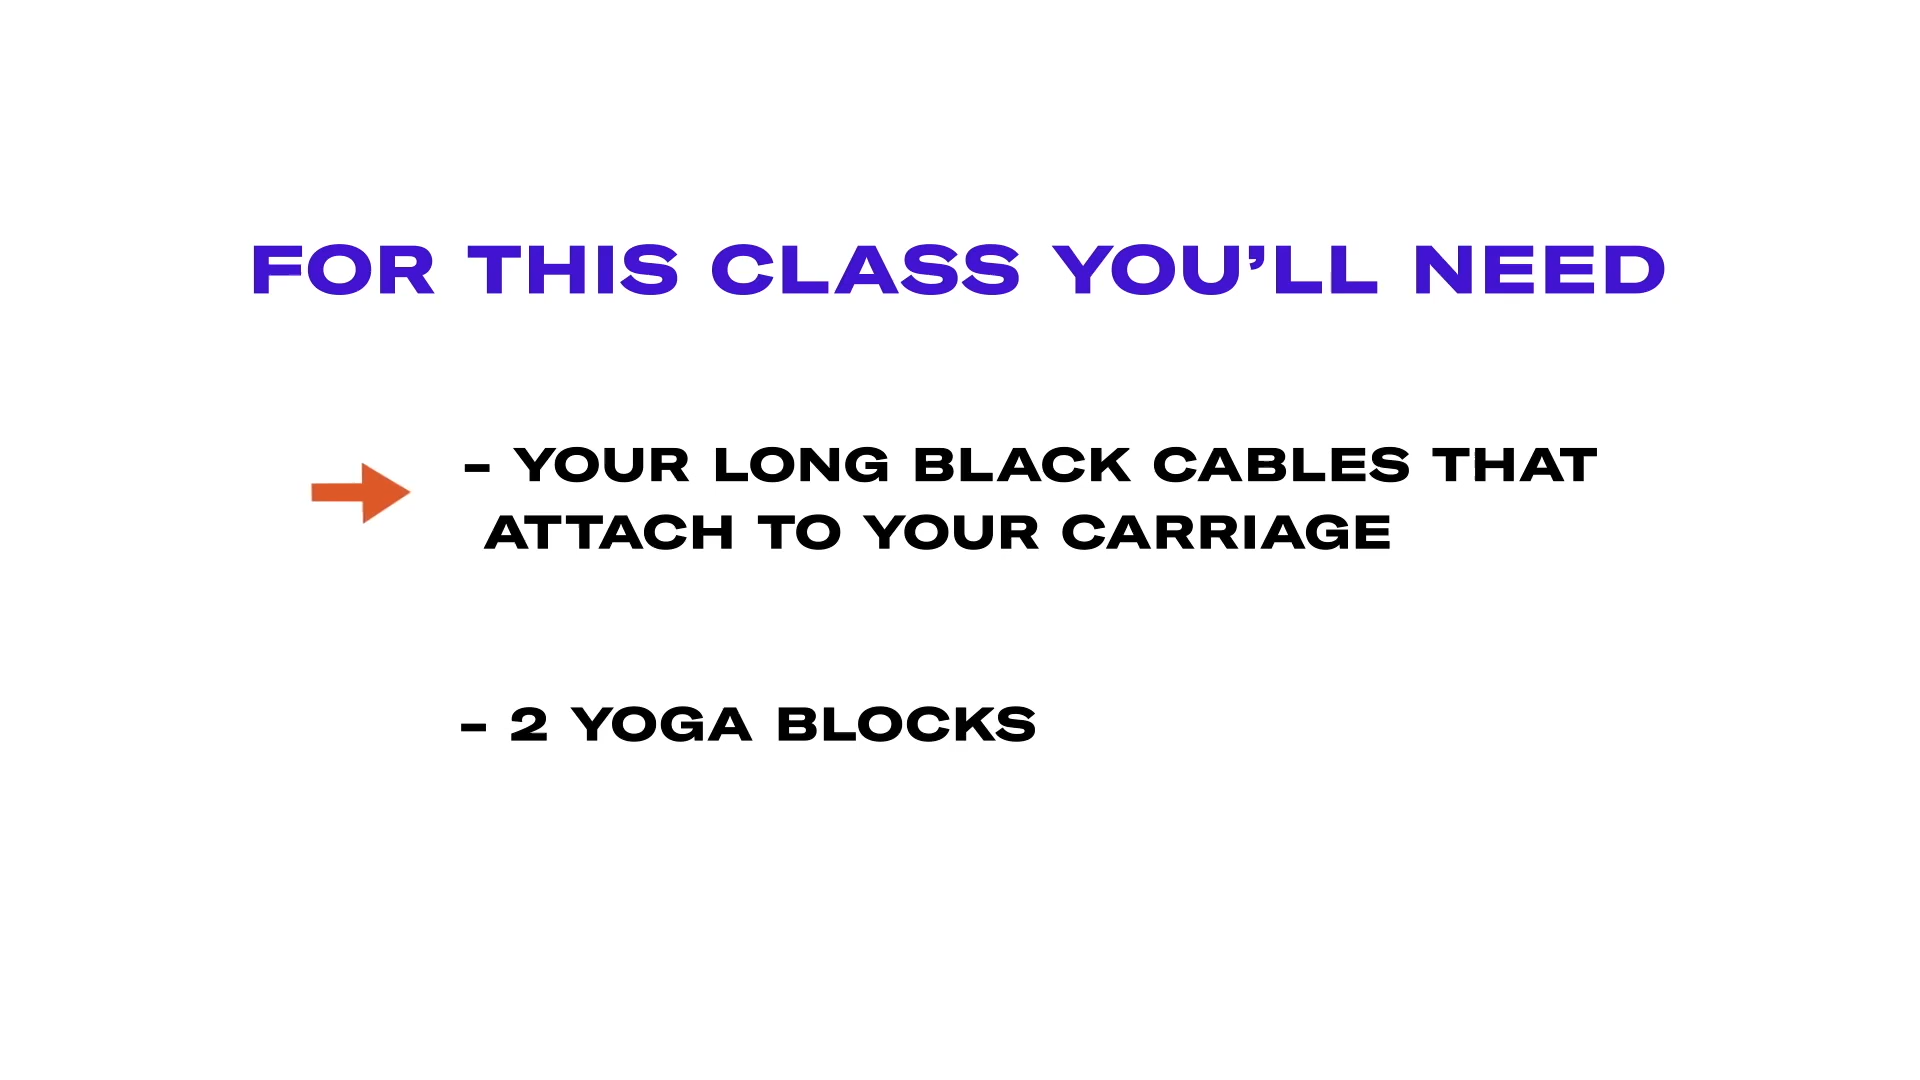 FOR THIS CLASS YOU’LL NEED
- YOUR LONG BLACK CABLES THAT
ATTACH TO YOUR CARRIAGE
- 2 YOGA BLOCKS